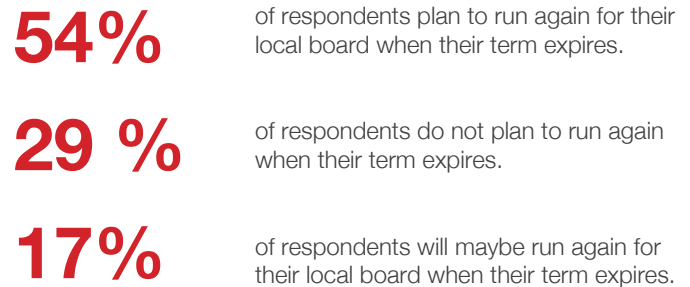 54%
of respondents plan to run again for their
local board when their term expires.
29 %
of respondents do not plan to run again
when their term expires.
17%
of respondents will maybe run again for
their local board when their term expires.